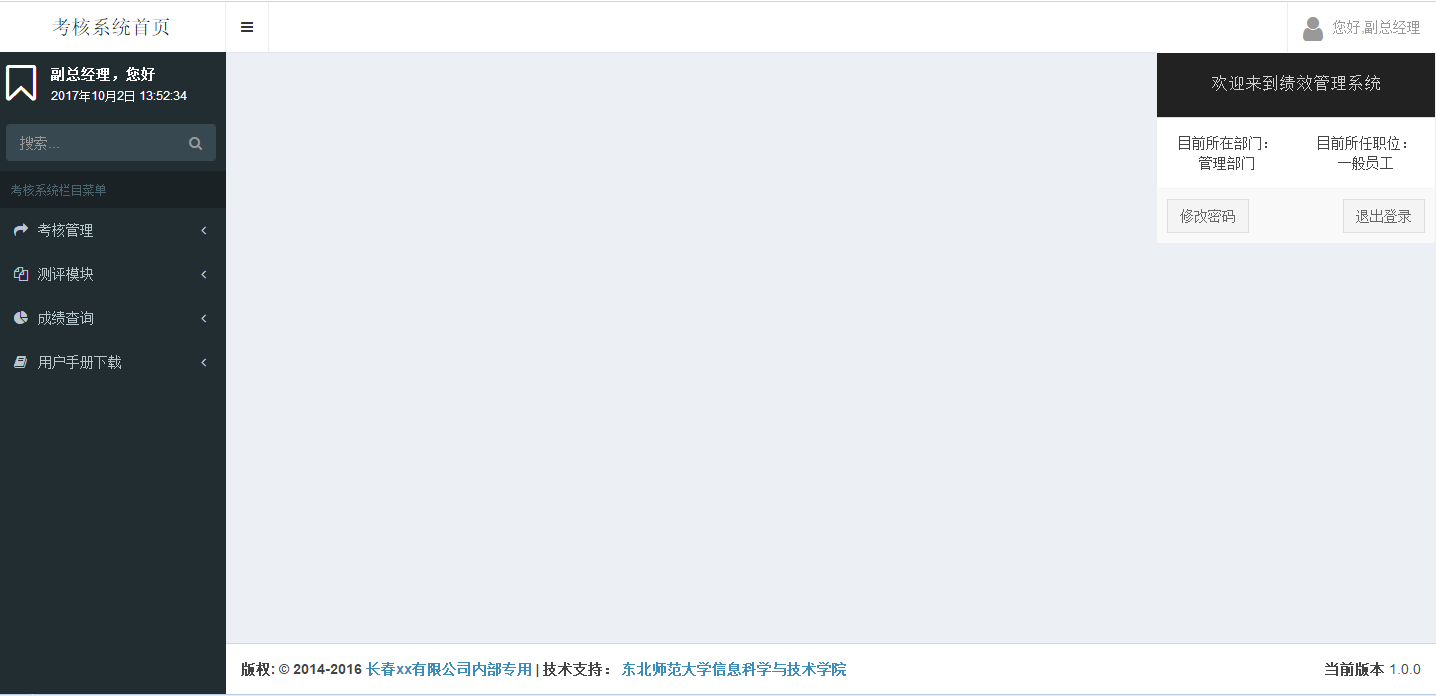 考核系统首页
您好,副总经理
副总经理，您好
2017年10月2日 13:52:34
搜索...
考核系统栏目菜单
考核管理
测评模块
成绩查询
用户手册下载
欢迎来到绩效管理系统
目前所在部门：
管理部门
目前所任职位：
一般员工
修改密码
退出登录
版权: © 2014-2016 长春xx有限公司内部专用 | 技术支持： 东北师范大学信息科学与技术学院
当前版本 1.0.0